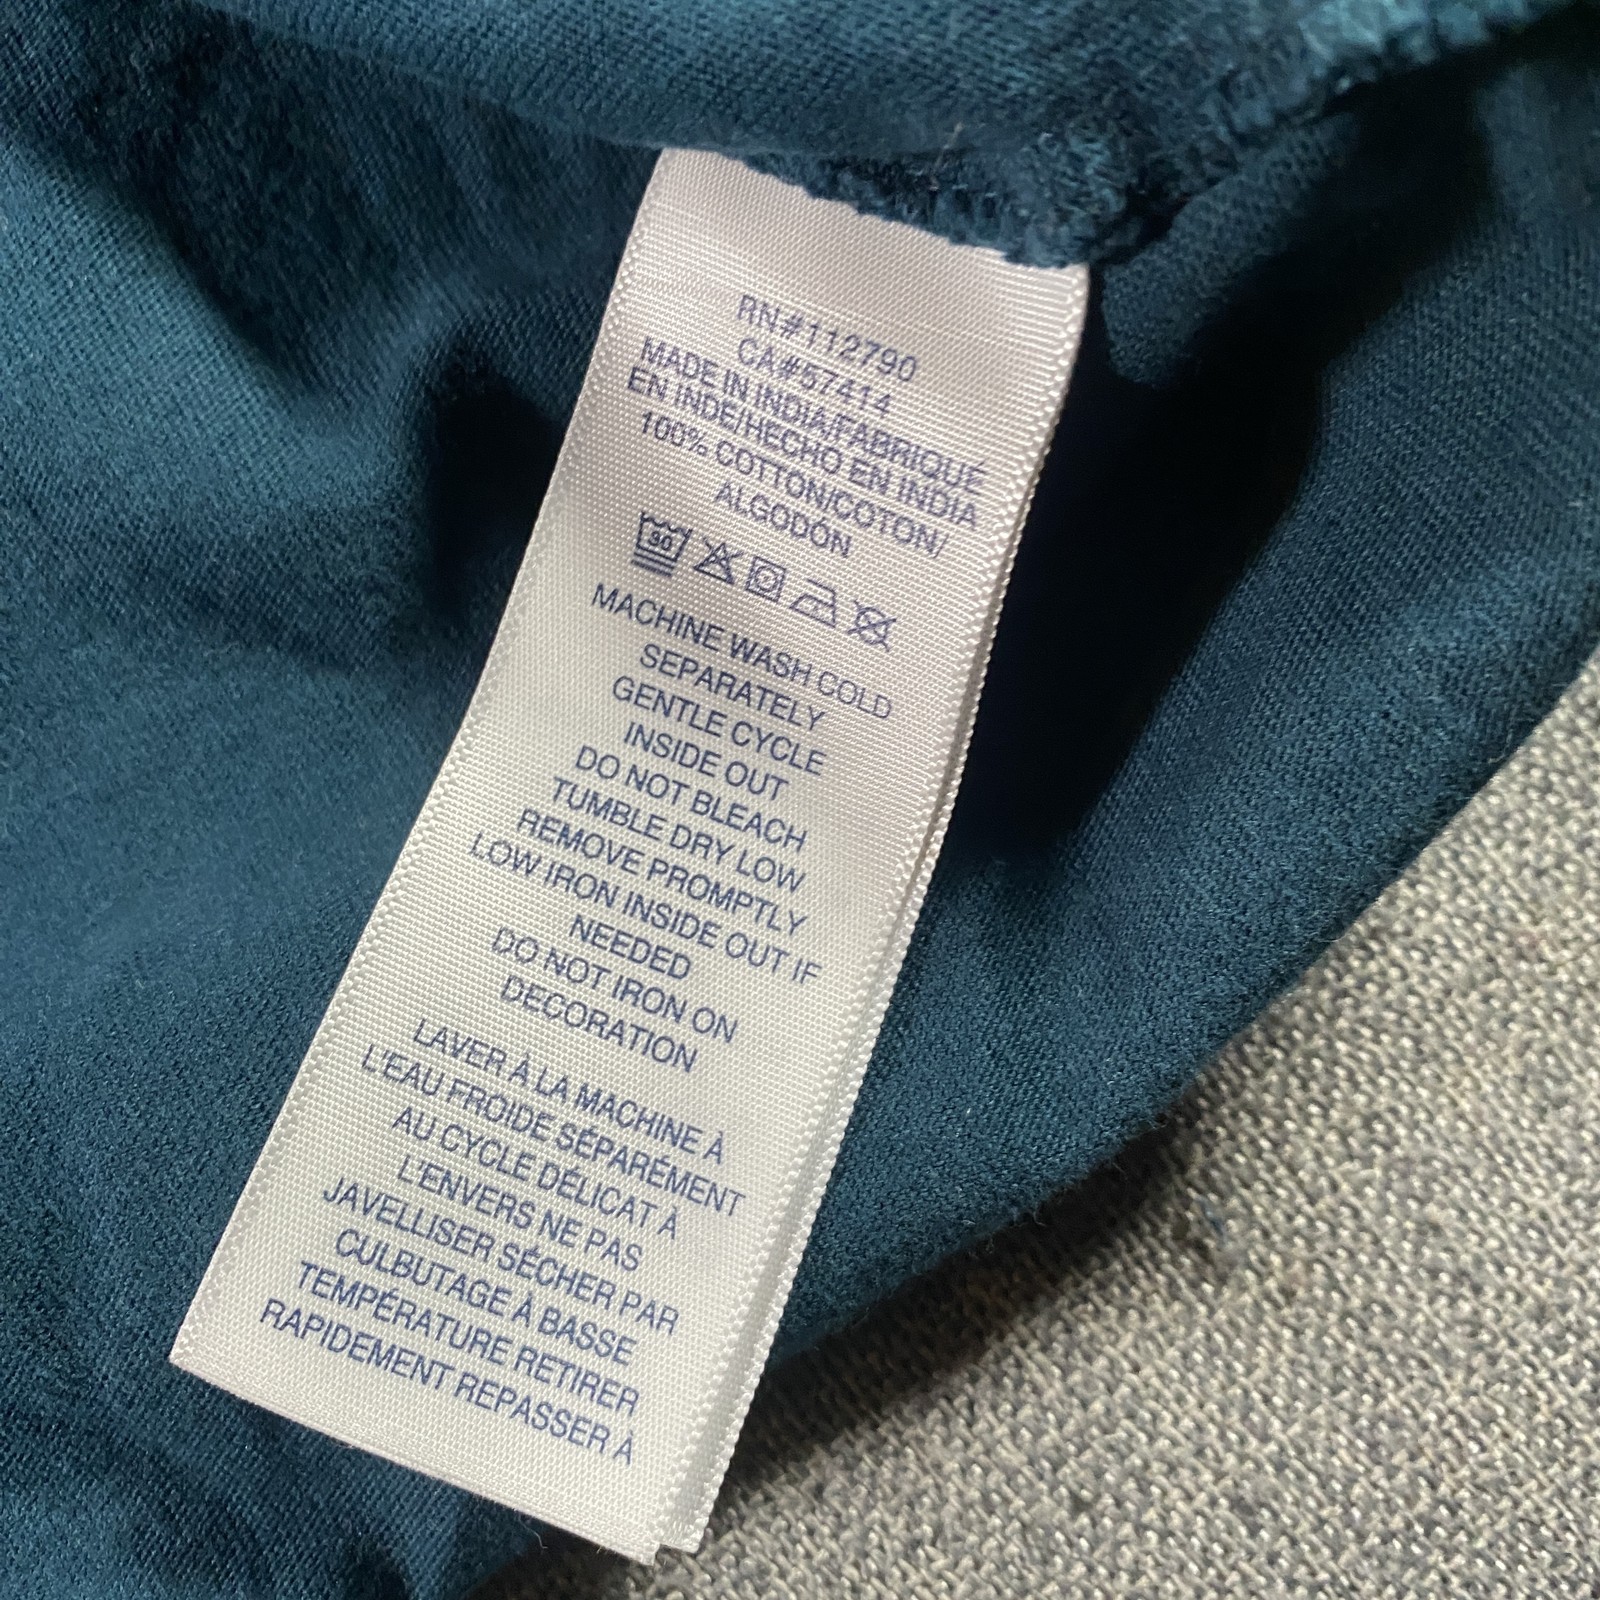 RN#112790
CA#57414
MADE IN INDIA/FABRIQUÉ
EN INDE/HECHO EN INDIA
100% COTTON/COTON/
ALGODÓN
30
MACHINE WASH COLD
SEPARATELY
GENTLE CYCLE
INSIDE OUT
DO NOT BLEACH
TUMBLE DRY LOW
REMOVE PROMPTLY
LOW IRON INSIDE OUT IF
NEEDED
DO NOT IRON ON
DECORATION
LAVER À LA MACHINE À
L'EAU FROIDE SÉPARÉMENT
AU CYCLE DÉLICAT À
L'ENVERS NE PAS
JAVELLISER SÉCHER PAR
CULBUTAGE À BASSE
TEMPÉRATURE RETIRER
RAPIDEMENT REPASSER À